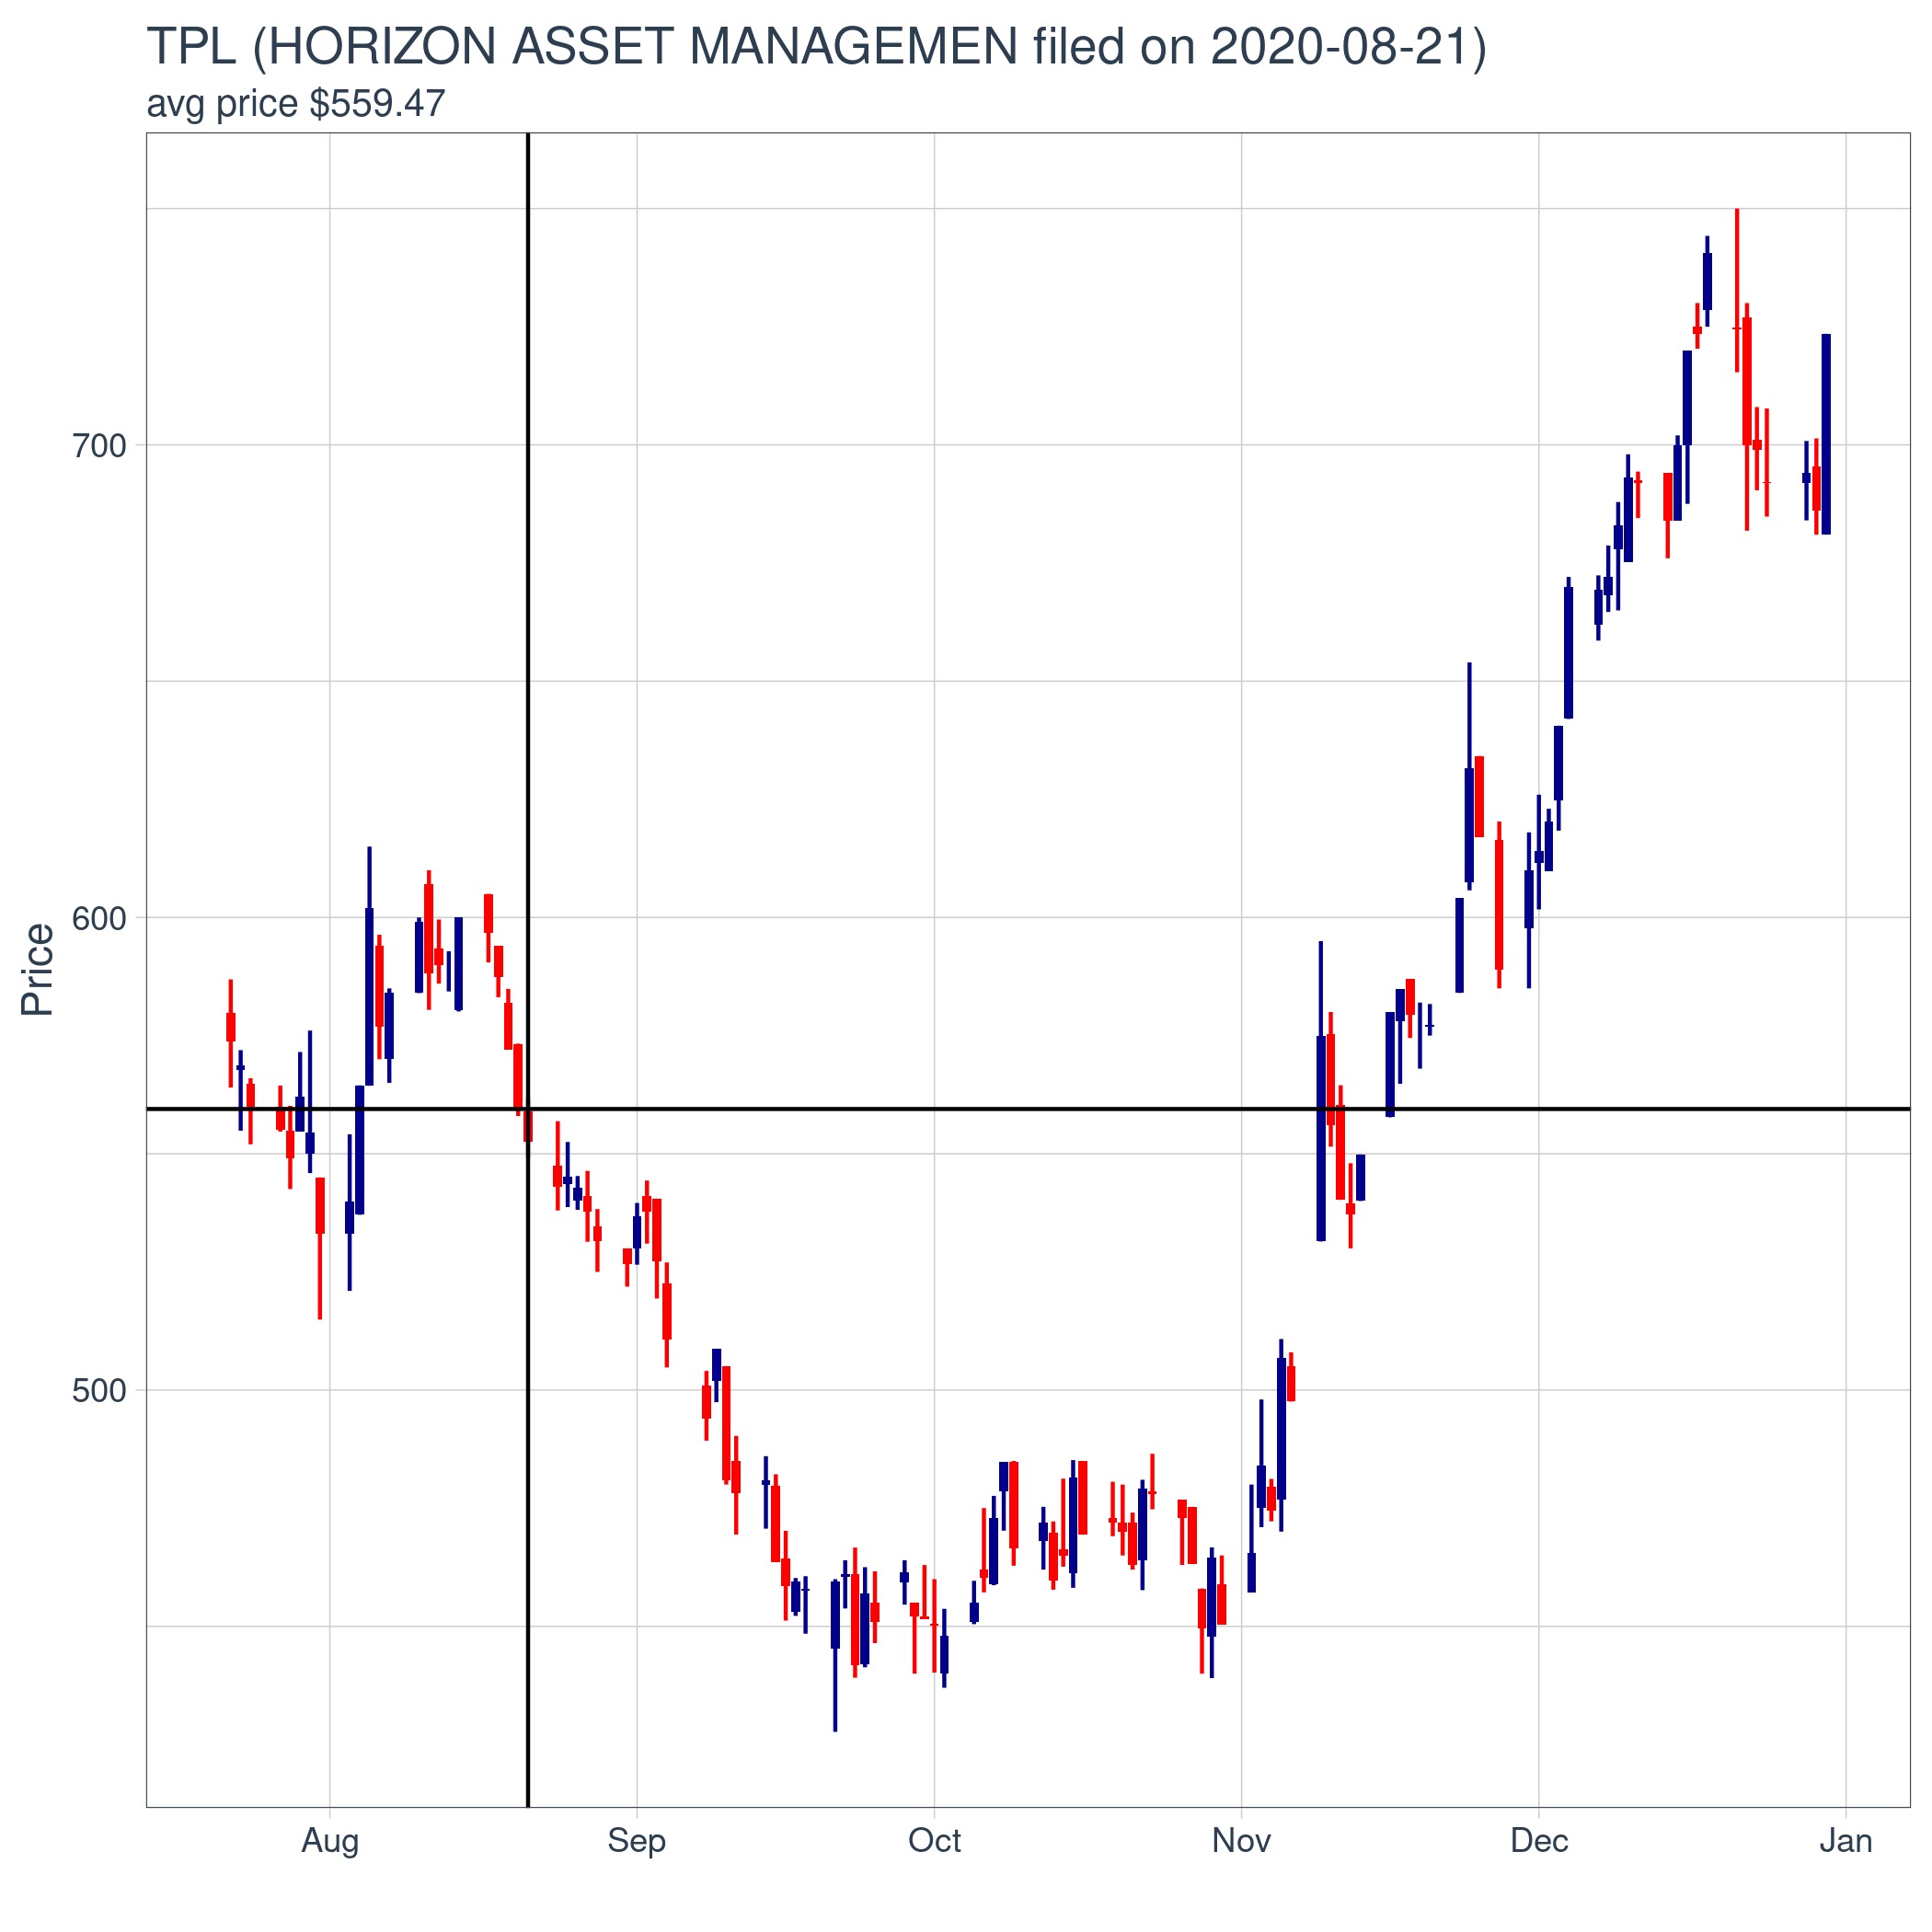 TPL (HORIZON ASSET MANAGEMEN filed on 2020-08-21)
avg price $559.47
Price
700
600
500
Aug
Sep
Oct
Nov
Dec
Jan